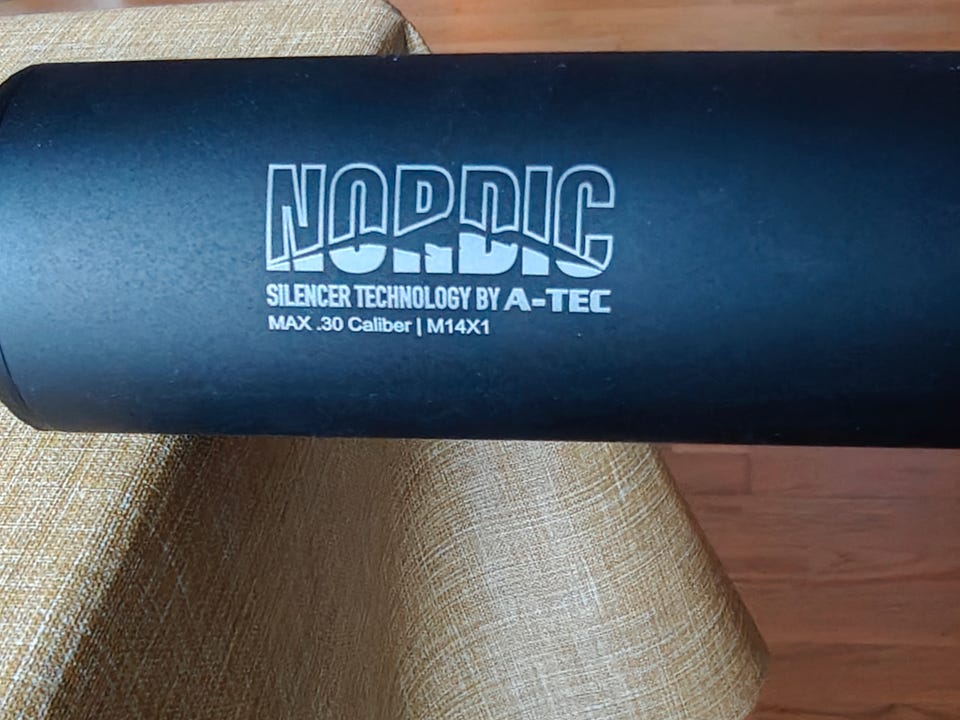 NORDIC
SILENCER TECHNOLOGY BY A-TEC
MAX .30 Caliber | M14X1